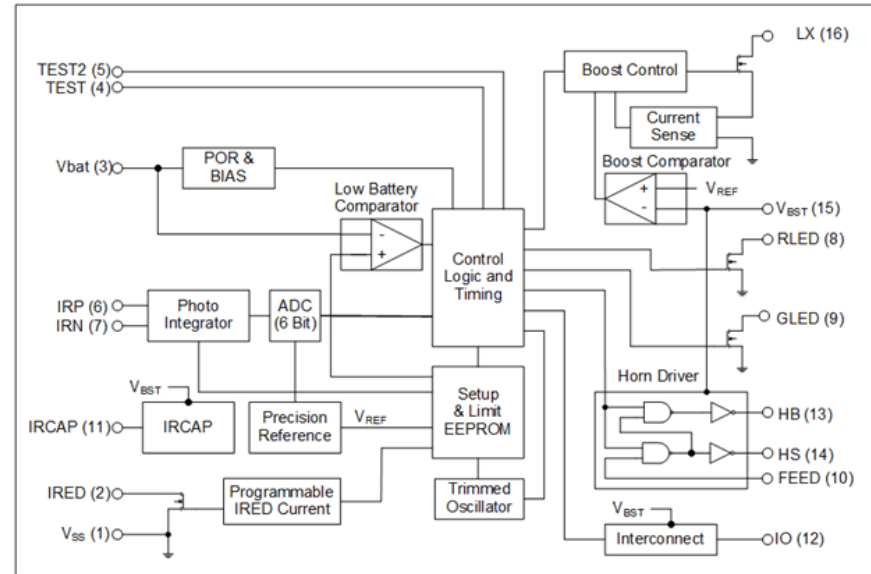 LX (16)
TEST2 (5)
TEST (4)
Boost Control
Current
Sense
Vbat (3)
POR &
BIAS
Boost Comparator
+
-
VREF
VBST (15)
Low Battery
Comparator
-
+
Control
Logic and
Timing
RLED (8)
IRP (6)
IRN (7)
Photo
Integrator
ADC
(6 Bit)
GLED (9)
Horn Driver
VBST
Setup
& Limit
EEPROM
IRCAP (11)
IRCAP
Precision
Reference
VREF
HB (13)
HS (14)
FEED (10)
IRED (2)
Programmable
IRED Current
Trimmed
Oscillator
VSS (1)
VBST
Interconnect
IO (12)